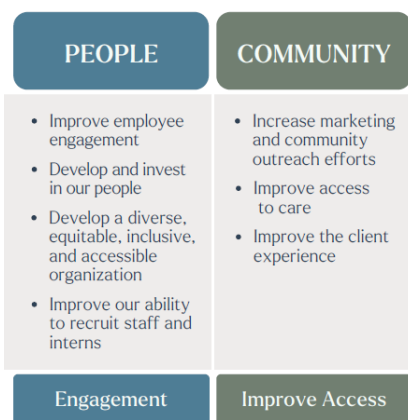 PEOPLE
• Improve employee
engagement
• Develop and invest
in our people
• Develop a diverse,
equitable, inclusive,
and accessible
organization
• Improve our ability
to recruit staff and
interns
Engagement
COMMUNITY
• Increase marketing
and community
outreach efforts
• Improve access
to care
• Improve the client
experience
Improve Access